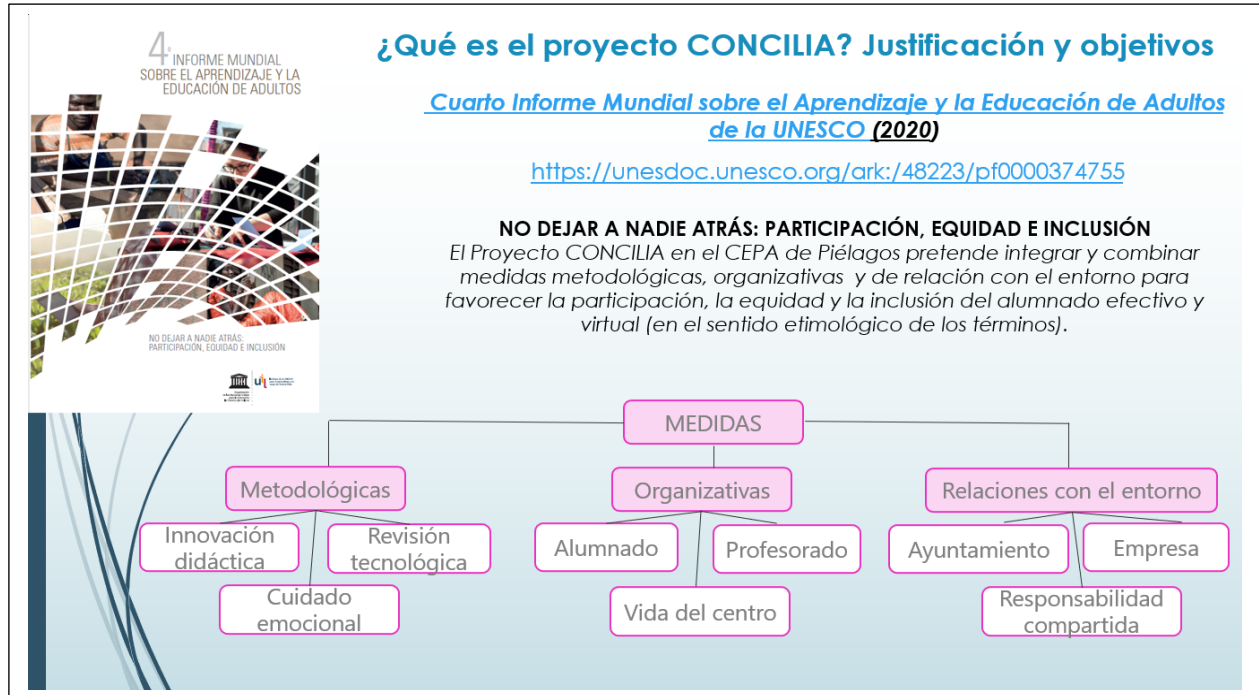 4º INFORME MUNDIAL
SOBRE EL APRENDIZAJE Y LA
EDUCACIÓN DE ADULTOS
NO DEJAR A NADIE ATRÁS:
PARTICIPACIÓN, EQUIDAD E INCLUSIÓN
¿Qué es el proyecto CONCILIA? Justificación y objetivos
Cuarto Informe Mundial sobre el Aprendizaje y la Educación de Adultos
de la UNESCO (2020)
https://unesdoc.unesco.org/ark:/48223/pf0000374755
NO DEJAR A NADIE ATRÁS: PARTICIPACIÓN, EQUIDAD E INCLUSIÓN
El Proyecto CONCILIA en el CEPA de Piélagos pretende integrar y combinar
medidas metodológicas, organizativas y de relación con el entorno para
favorecer la participación, la equidad y la inclusión del alumnado efectivo y
virtual (en el sentido etimológico de los términos).
MEDIDAS
Metodológicas
Innovación
didáctica
Revisión
tecnológica
Cuidado
emocional
Organizativas
Alumnado
Profesorado
Vida del centro
Relaciones con el entorno
Ayuntamiento
Empresa
Responsabilidad
compartida